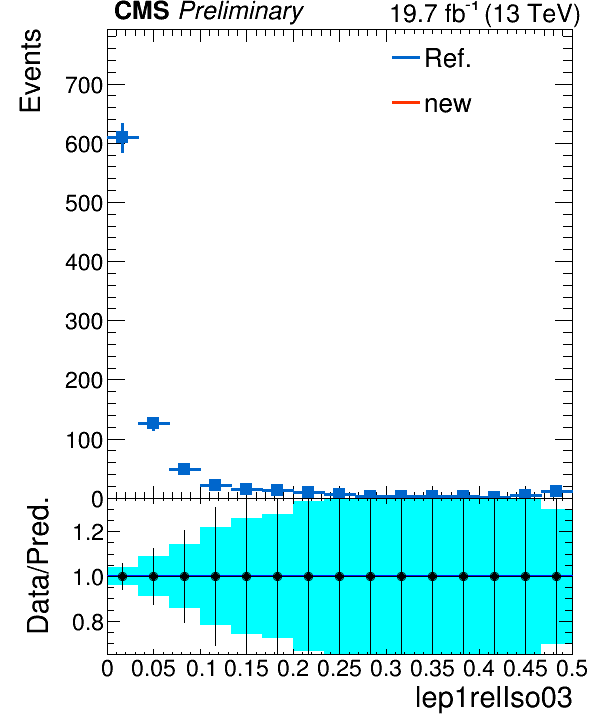 CMS Preliminary 19.7 fb⁻¹ (13 TeV)
Events
Ref.
new
700
600
500
400
300
200
100
0
Data/Pred.
1.2
1.0
0.8
0 0.05 0.1 0.15 0.2 0.25 0.3 0.35 0.4 0.45 0.5
lep1relIso03